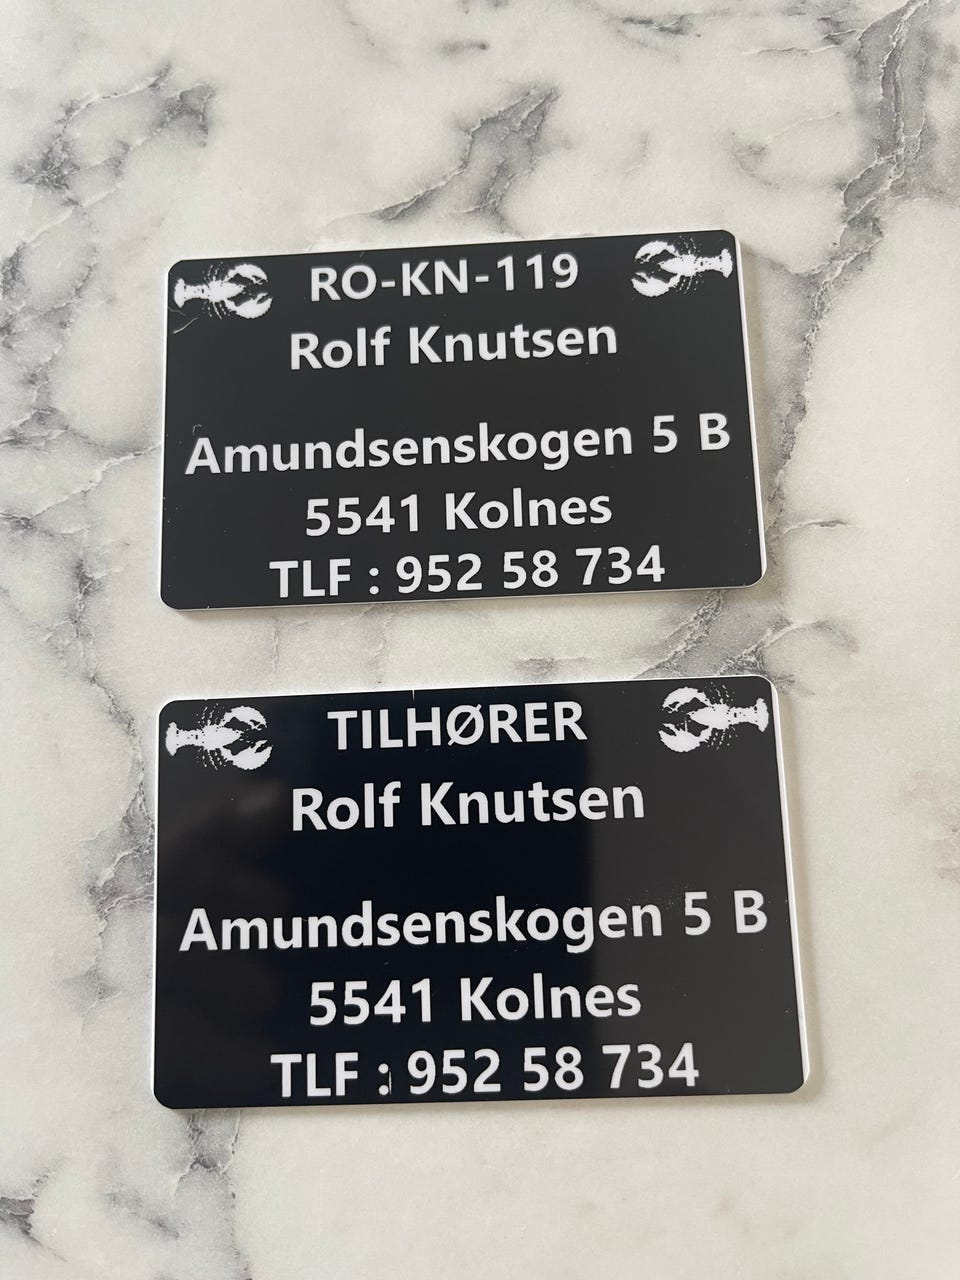 RO-KN-119
Rolf Knutsen
Amundsenskogen 5 B
5541 Kolnes
TLF : 952 58 734
TILHØRER
Rolf Knutsen
Amundsenskogen 5 B
5541 Kolnes
TLF : 952 58 734